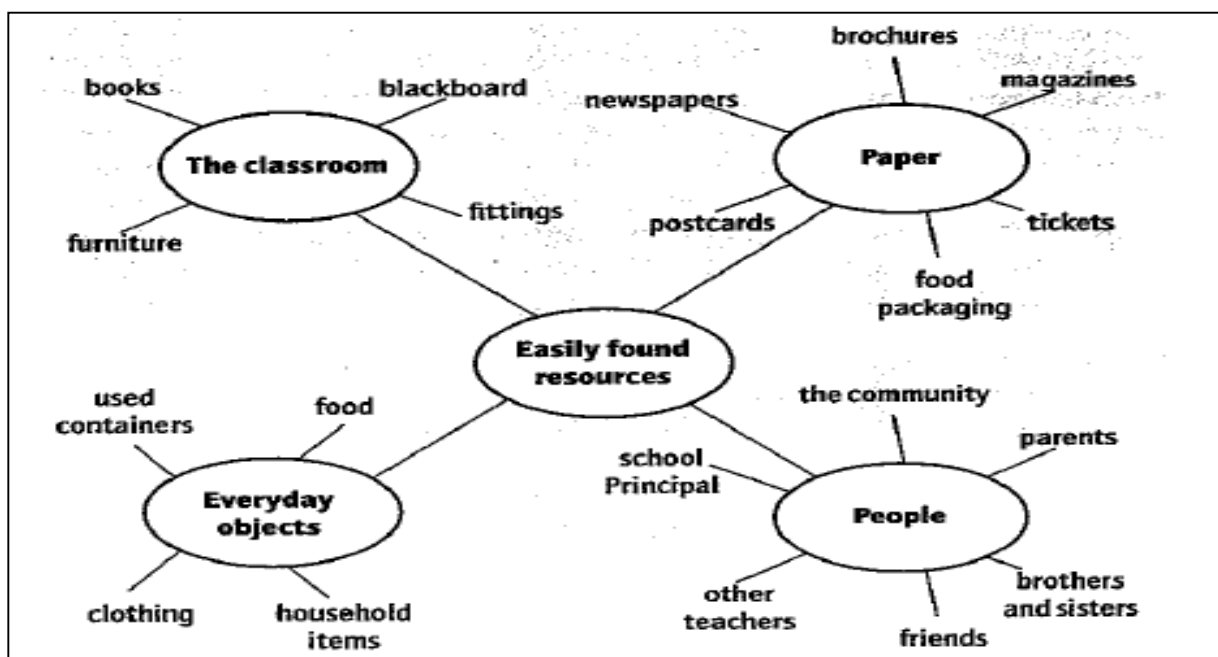 brochures
books
blackboard
newspapers
magazines
The classroom
Paper
fittings
furniture
postcards
tickets
food
packaging
Easily found
resources
used
containers
food
the community
parents
school
Principal
Everyday
objects
People
clothing
household
items
other
teachers
friends
brothers
and sisters